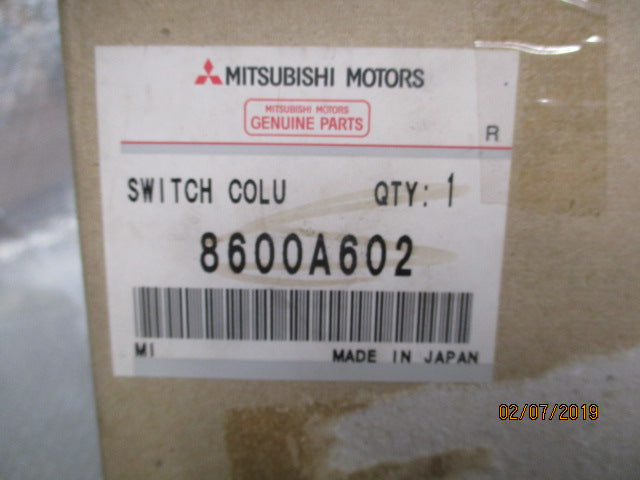 MITSUBISHI MOTORS
MITSUBISHI MOTORS
GENUINE PARTS
R
SWITCH COLU QTY: 1
8600A602
MI MADE IN JAPAN
02/07/2019